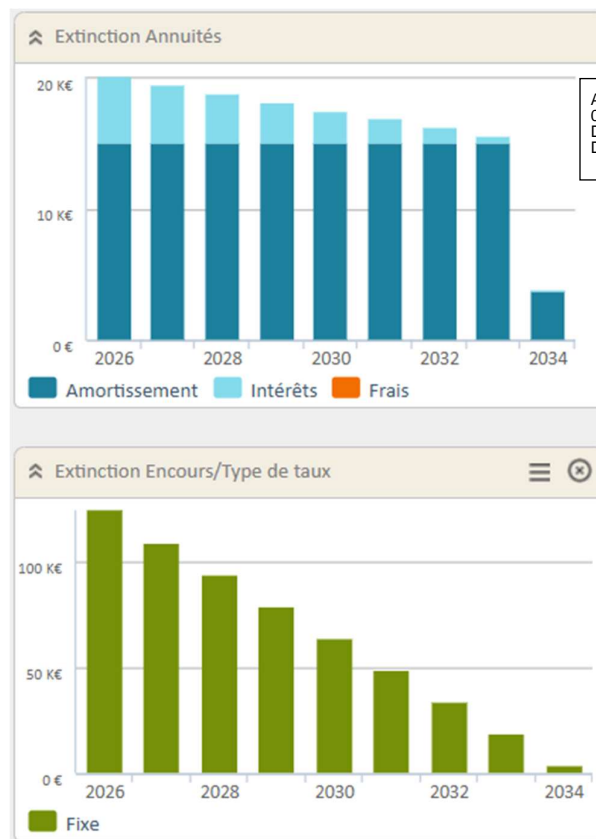 Extinction Annuités
20 K€
10 K€
0 €
2026 2028 2030 2032 2034
Amortissement Intérêts Frais
Extinction Encours/Type de taux
100 K€
50 K€
0 €
2026 2028 2030 2032 2034
Fixe